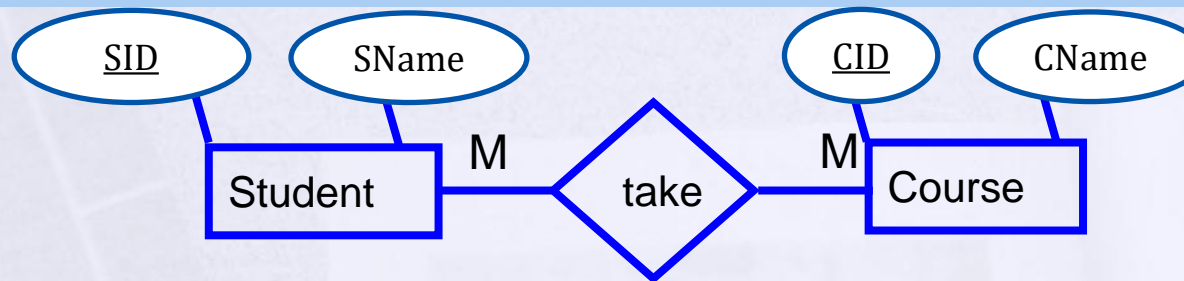 SID SName CID CName
M M
Student take Course